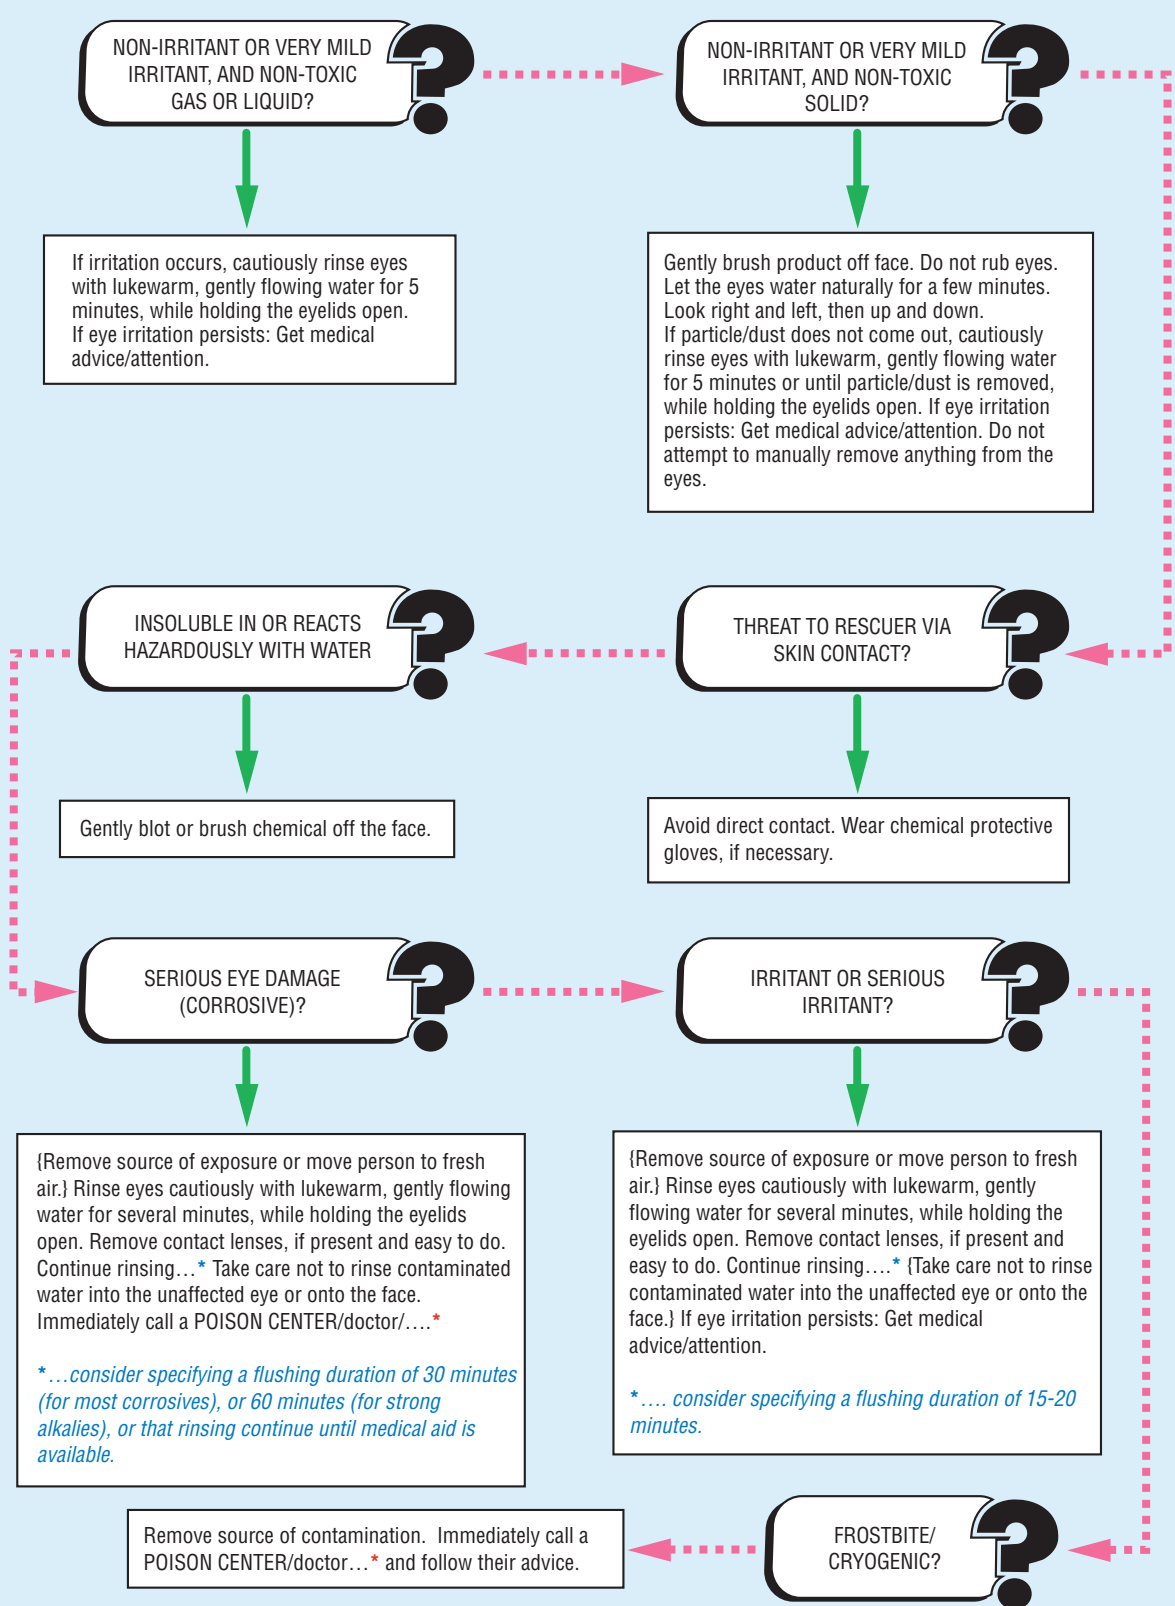 NON-IRRITANT OR VERY MILD
IRRITANT, AND NON-TOXIC
GAS OR LIQUID?
?
NON-IRRITANT OR VERY MILD
IRRITANT, AND NON-TOXIC
SOLID?
?
If irritation occurs, cautiously rinse eyes
with lukewarm, gently flowing water for 5
minutes, while holding the eyelids open.
If eye irritation persists: Get medical
advice/attention.
Gently brush product off face. Do not rub eyes.
Let the eyes water naturally for a few minutes.
Look right and left, then up and down.
If particle/dust does not come out, cautiously
rinse eyes with lukewarm, gently flowing water
for 5 minutes or until particle/dust is removed,
while holding the eyelids open. If eye irritation
persists: Get medical advice/attention. Do not
attempt to manually remove anything from the
eyes.
THREAT TO RESCUER VIA
SKIN CONTACT?
?
Avoid direct contact. Wear chemical protective
gloves, if necessary.
INSOLUBLE IN OR REACTS
HAZARDOUSLY WITH WATER
?
Gently blot or brush chemical off the face.
SERIOUS EYE DAMAGE
(CORROSIVE)?
?
{Remove source of exposure or move person to fresh
air.} Rinse eyes cautiously with lukewarm, gently flowing
water for several minutes, while holding the eyelids
open. Remove contact lenses, if present and easy to do.
Continue rinsing…* Take care not to rinse contaminated
water into the unaffected eye or onto the face.
Immediately call a POISON CENTER/doctor/….*
*…consider specifying a flushing duration of 30 minutes
(for most corrosives), or 60 minutes (for strong
alkalies), or that rinsing continue until medical aid is
available.
IRRITANT OR SERIOUS
IRRITANT?
?
{Remove source of exposure or move person to fresh
air.} Rinse eyes cautiously with lukewarm, gently
flowing water for several minutes, while holding the
eyelids open. Remove contact lenses, if present and
easy to do. Continue rinsing….* {Take care not to rinse
contaminated water into the unaffected eye or onto the
face.} If eye irritation persists: Get medical
advice/attention.
*…. consider specifying a flushing duration of 15-20
minutes.
FROSTBITE/
CRYOGENIC?
?
Remove source of contamination. Immediately call a
POISON CENTER/doctor…* and follow their advice.